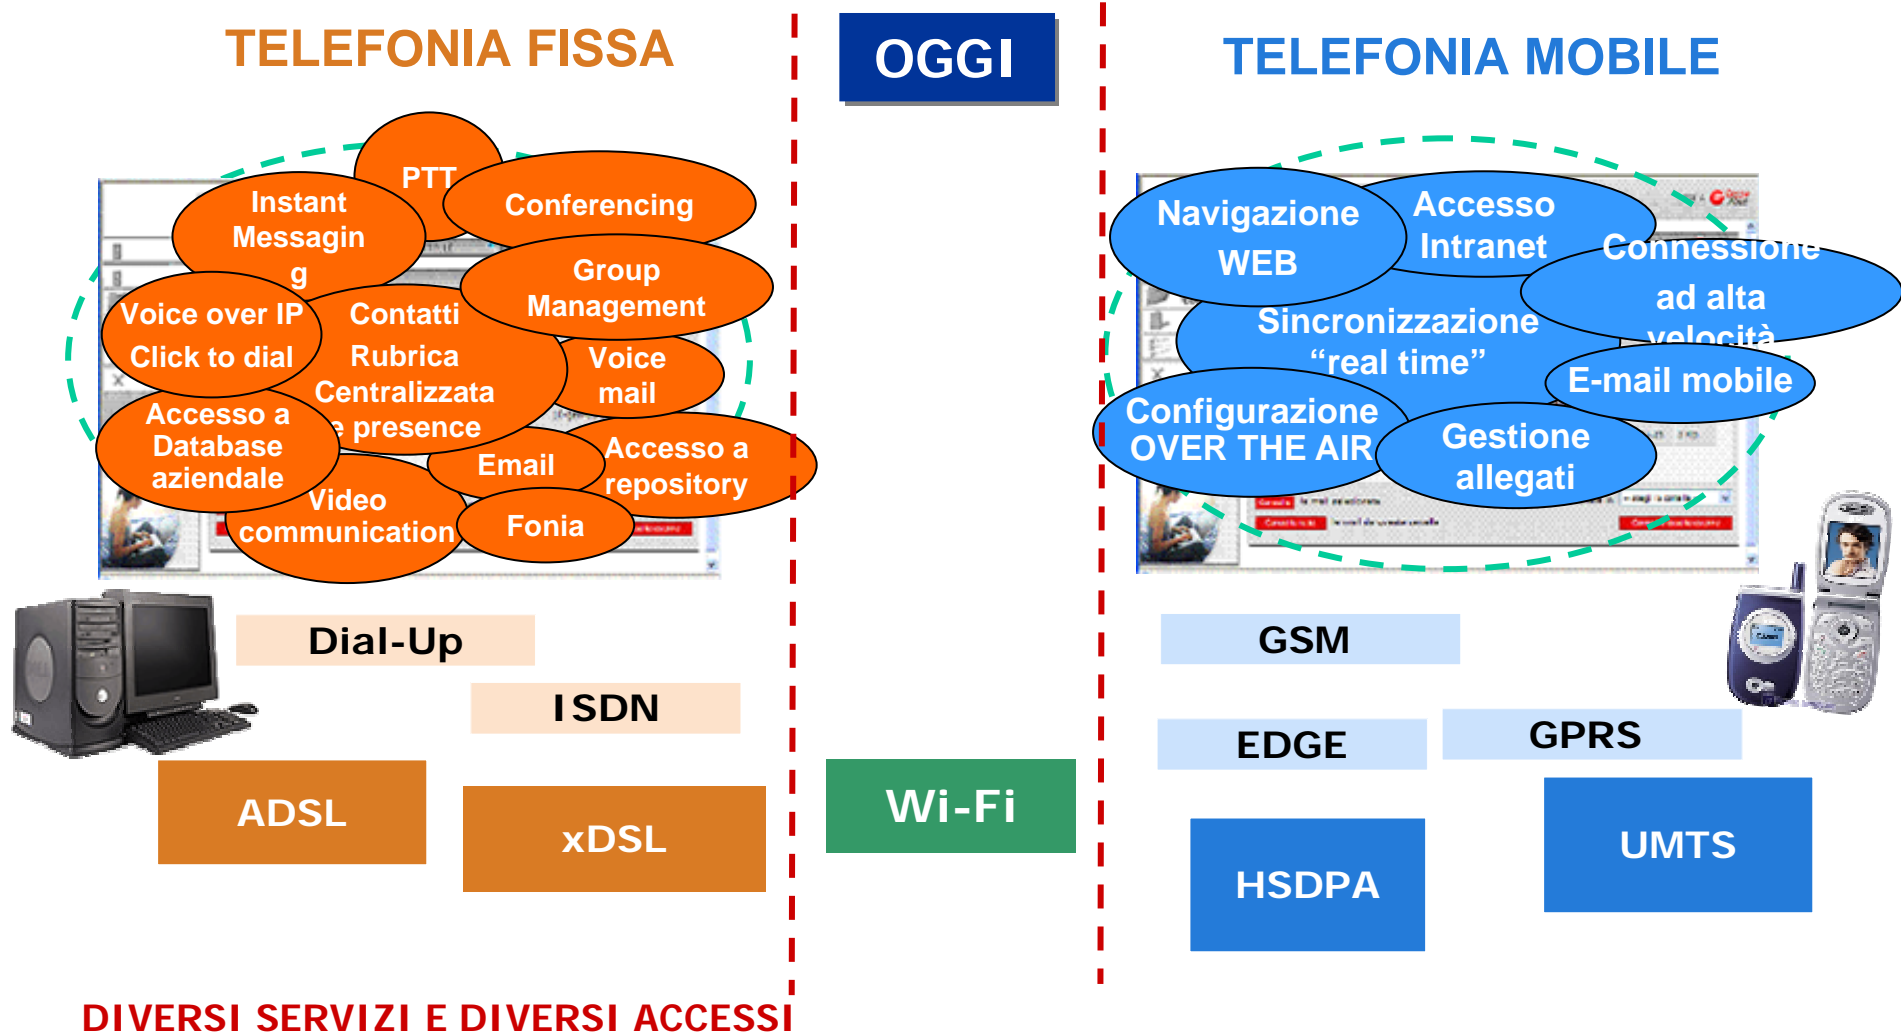 TELEFONIA FISSA
OGGI
TELEFONIA MOBILE
PTT
Instant
Messagin
g
Conferencing
Group
Management
Voice over IP
Click to dial
Contatti
Rubrica
Centralizzata
e presence
Voice
mail
Accesso a
Database
aziendale
Email
Accesso a
repository
Video
communication
Fonia
Navigazione
WEB
Accesso
Intranet
Connessione
ad alta
velocità
Sincronizzazione
“real time”
E-mail mobile
Configurazione
OVER THE AIR
Gestione
allegati
Dial-Up
ISDN
ADSL
xDSL
Wi-Fi
GSM
EDGE
GPRS
HSDPA
UMTS
DIVERSI SERVIZI E DIVERSI ACCESSI